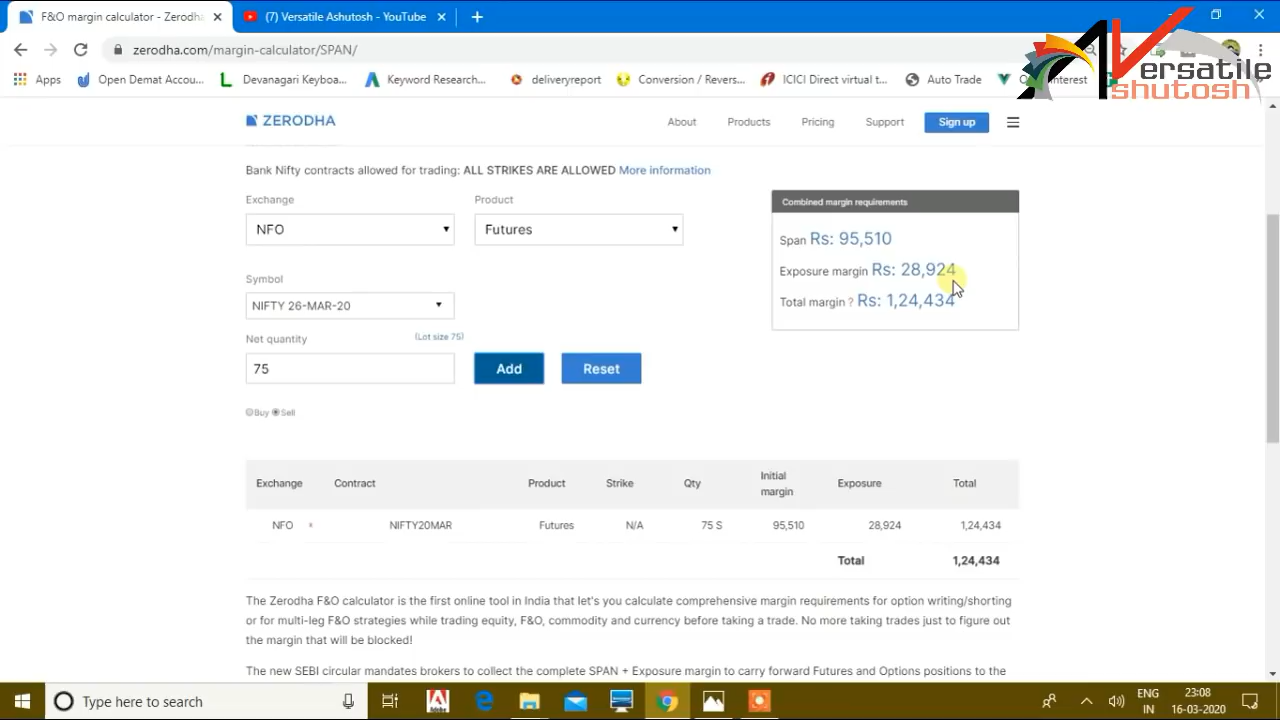 F&O margin calculator - Zerodha
(7) Versatile Ashutosh - YouTube
zerodha.com/margin-calculator/SPAN/
Apps
Open Demat Accou...
Devanagari Keyboa...
Keyword Research...
deliveryreport
Conversion / Revers...
ICICI Direct virtual t...
Auto Trade
Interest
Versatile
shutosh
ZERODHA
About
Products
Pricing
Support
Sign up
Bank Nifty contracts allowed for trading: ALL STRIKES ARE ALLOWED More information
Exchange
Product
NFO
Futures
Combined margin requirements
Span Rs: 95,510
Exposure margin Rs: 28,924
Total margin ? Rs: 1,24,434
Symbol
NIFTY 26-MAR-20
Net quantity
(Lot size 75)
75
Add
Reset
Buy Sell
Exchange Contract Product Strike Qty Initial margin Exposure Total
NFO x NIFTY20MAR Futures N/A 75 S 95,510 28,924 1,24,434
Total 1,24,434
The Zerodha F&O calculator is the first online tool in India that let's you calculate comprehensive margin requirements for option writing/shorting
or for multi-leg F&O strategies while trading equity, F&O, commodity and currency before taking a trade. No more taking trades just to figure out
the margin that will be blocked!
The new SEBI circular mandates brokers to collect the complete SPAN + Exposure margin to carry forward Futures and Options positions to the
Type here to search
ENG
IN
23:08
16-03-2020